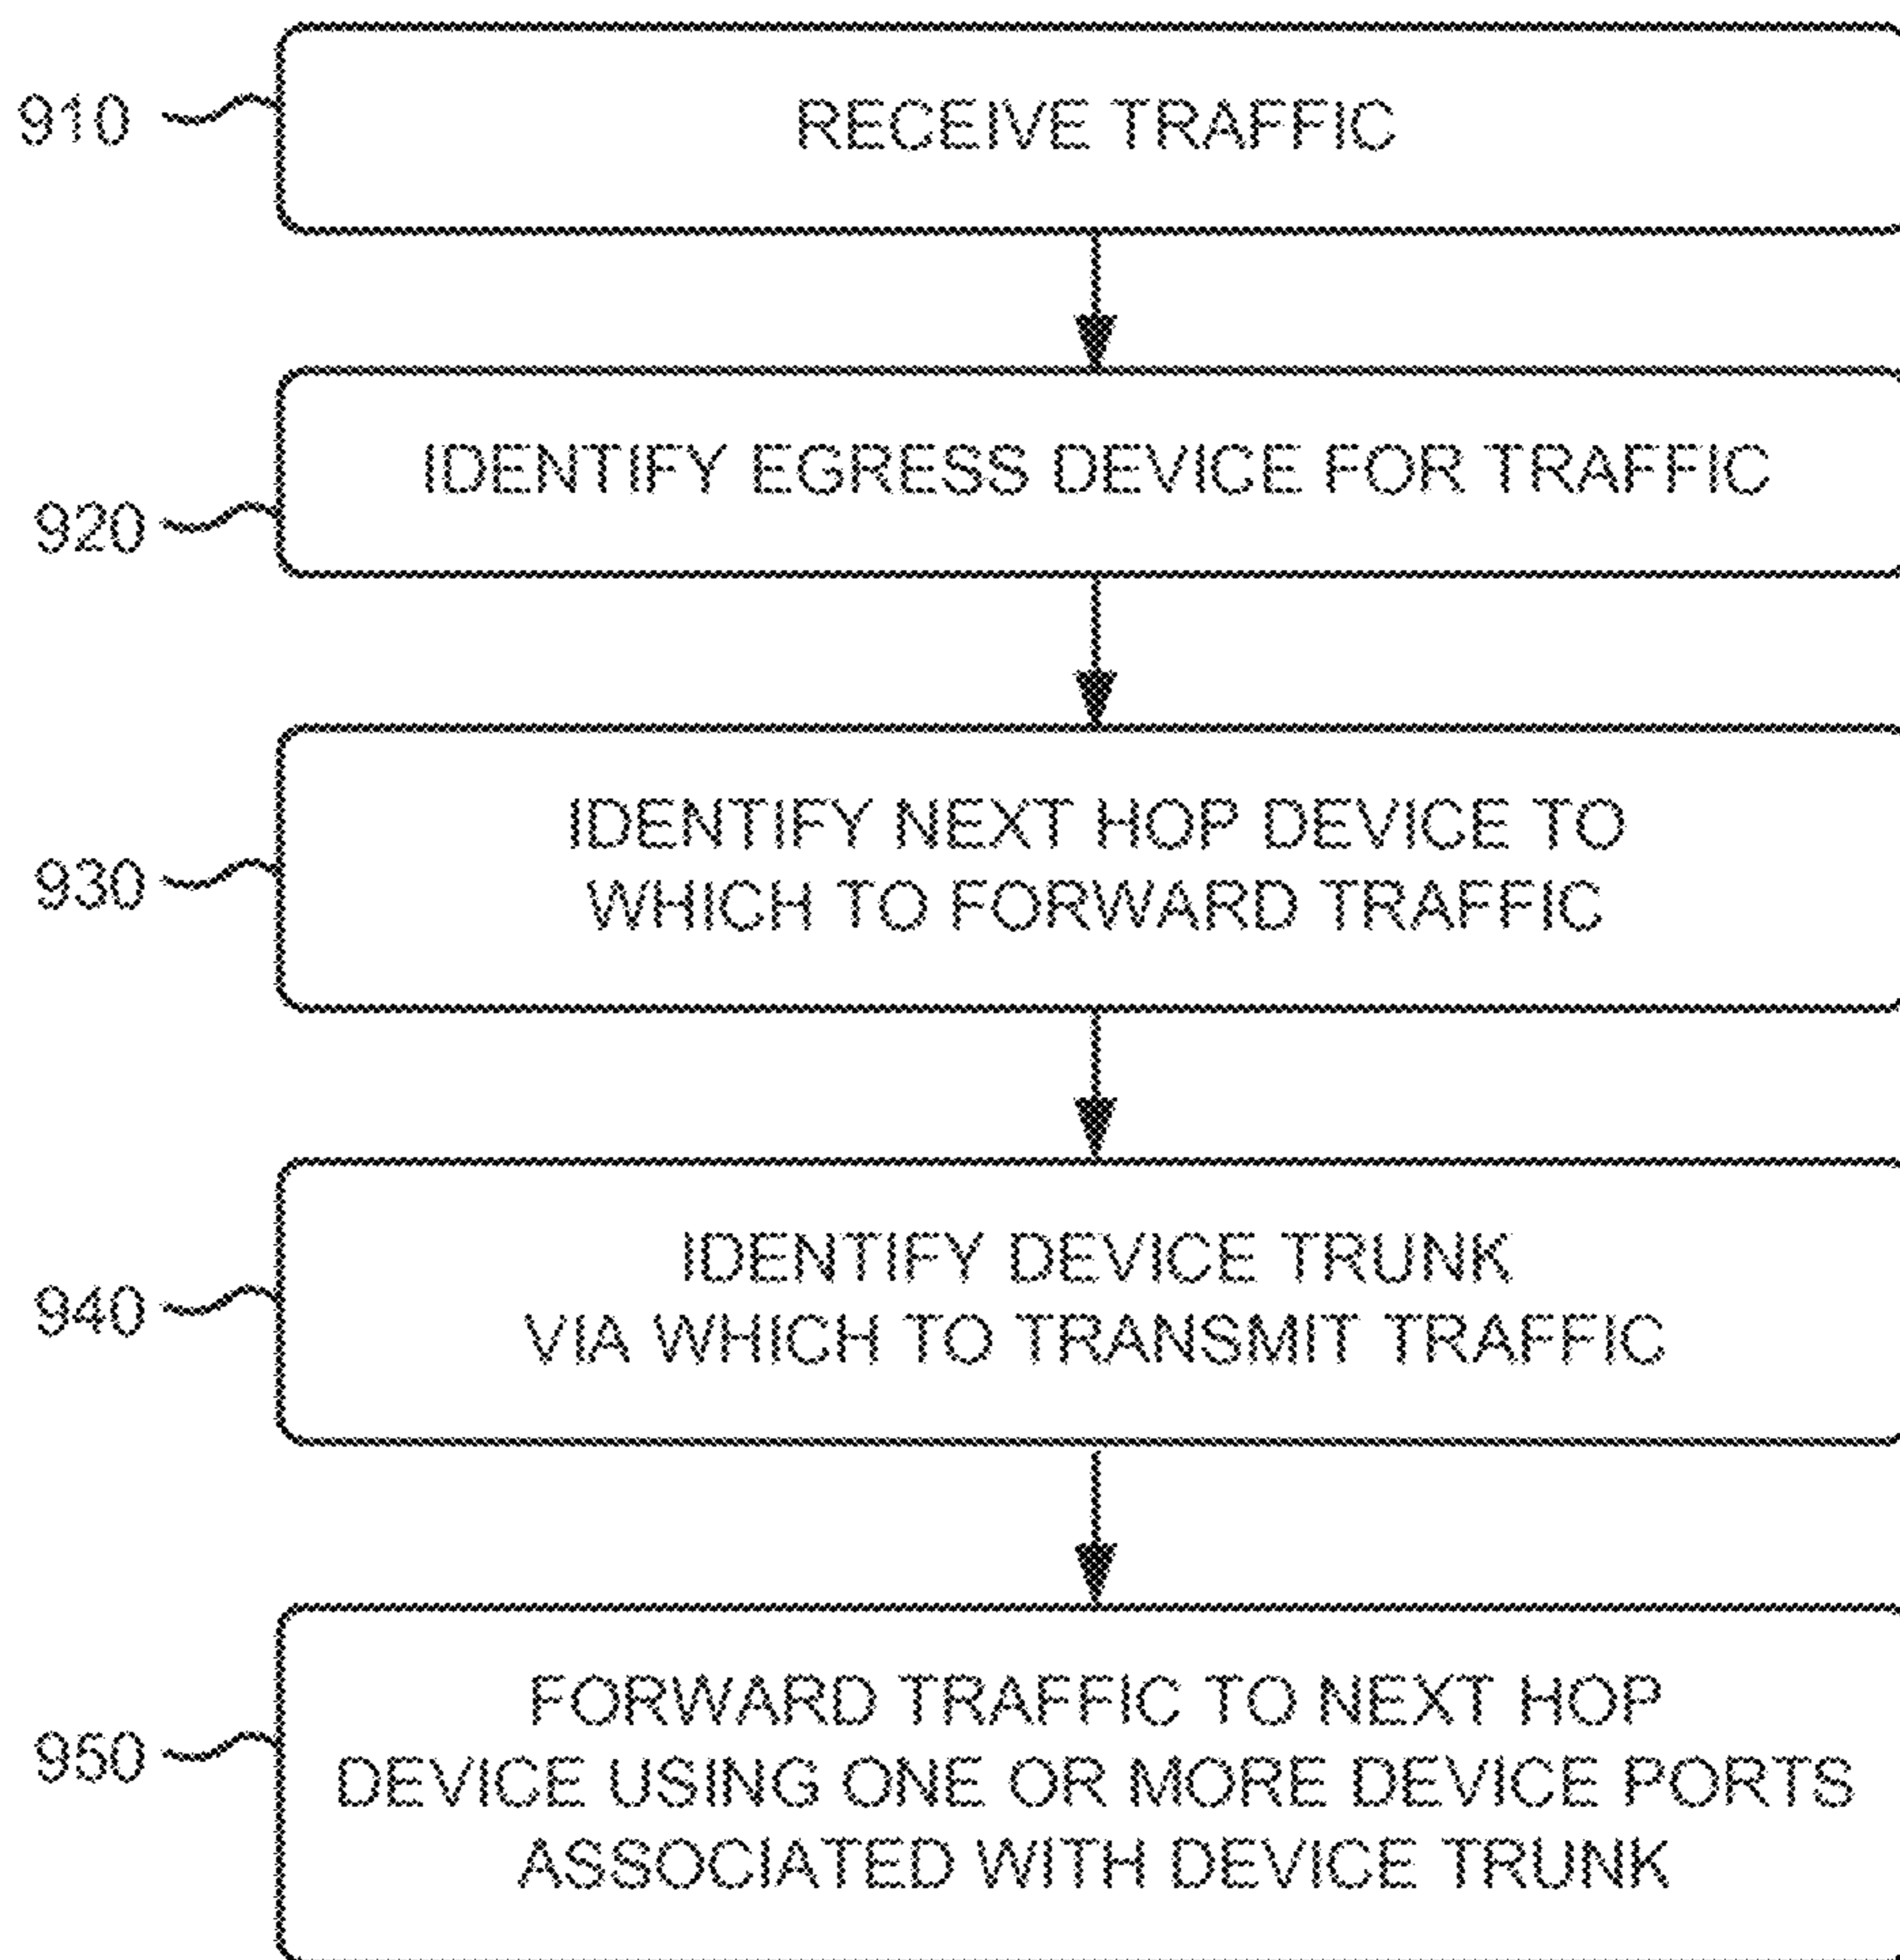 910
RECEIVE TRAFFIC
IDENTIFY EGRESS DEVICE FOR TRAFFIC
920
IDENTIFY NEXT HOP DEVICE TO
WHICH TO FORWARD TRAFFIC
930
IDENTIFY DEVICE TRUNK
VIA WHICH TO TRANSMIT TRAFFIC
940
FORWARD TRAFFIC TO NEXT HOP
DEVICE USING ONE OR MORE DEVICE PORTS
ASSOCIATED WITH DEVICE TRUNK
950